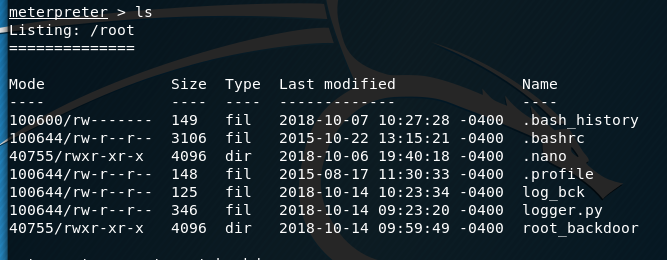 meterpreter > ls
Listing: /root
==============
Mode Size Type Last modified Name
---- ---- ---- ------------- ----
100600/rw------- 149 fil 2018-10-07 10:27:28 -0400 .bash_history
100644/rw-r--r-- 3106 fil 2015-10-22 13:15:21 -0400 .bashrc
40755/rwxr-xr-x 4096 dir 2018-10-06 19:40:18 -0400 .nano
100644/rw-r--r-- 148 fil 2015-08-17 11:30:33 -0400 .profile
100644/rw-r--r-- 125 fil 2018-10-14 10:23:34 -0400 log_bck
100644/rw-r--r-- 346 fil 2018-10-14 09:23:20 -0400 logger.py
40755/rwxr-xr-x 4096 dir 2018-10-14 09:59:49 -0400 root_backdoor